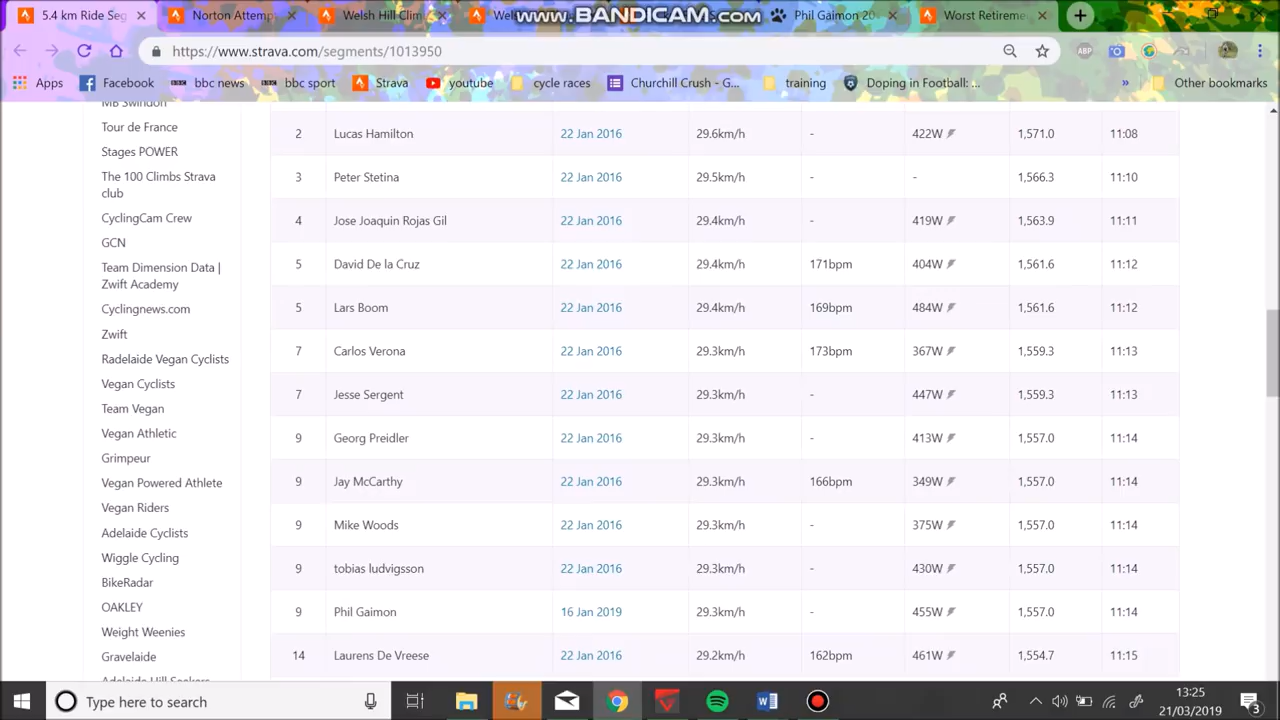 5.4 km Ride Seg
Norton Attemp
Welsh Hill Clim
Wel
www.BANDICAM.com
Phil Gaimon 20
Worst Retireme
https://www.strava.com/segments/1013950
ABP
Apps
Facebook
bbc news
bbc sport
Strava
youtube
cycle races
Churchill Crush - G...
training
Doping in Football: ...
»
Other bookmarks
MB Swindon
Tour de France
Stages POWER
The 100 Climbs Strava
club
CyclingCam Crew
GCN
Team Dimension Data |
Zwift Academy
Cyclingnews.com
Zwift
Radelaide Vegan Cyclists
Vegan Cyclists
Team Vegan
Vegan Athletic
Grimpeur
Vegan Powered Athlete
Vegan Riders
Adelaide Cyclists
Wiggle Cycling
BikeRadar
OAKLEY
Weight Weenies
Gravelaide
Adelaide Hill Seekers
2 Lucas Hamilton 22 Jan 2016 29.6km/h - 422W 1,571.0 11:08
3 Peter Stetina 22 Jan 2016 29.5km/h - - 1,566.3 11:10
4 Jose Joaquin Rojas Gil 22 Jan 2016 29.4km/h - 419W 1,563.9 11:11
5 David De la Cruz 22 Jan 2016 29.4km/h 171bpm 404W 1,561.6 11:12
5 Lars Boom 22 Jan 2016 29.4km/h 169bpm 484W 1,561.6 11:12
7 Carlos Verona 22 Jan 2016 29.3km/h 173bpm 367W 1,559.3 11:13
7 Jesse Sergent 22 Jan 2016 29.3km/h - 447W 1,559.3 11:13
9 Georg Preidler 22 Jan 2016 29.3km/h - 413W 1,557.0 11:14
9 Jay McCarthy 22 Jan 2016 29.3km/h 166bpm 349W 1,557.0 11:14
9 Mike Woods 22 Jan 2016 29.3km/h - 375W 1,557.0 11:14
9 tobias ludvigsson 22 Jan 2016 29.3km/h - 430W 1,557.0 11:14
9 Phil Gaimon 16 Jan 2019 29.3km/h - 455W 1,557.0 11:14
14 Laurens De Vreese 22 Jan 2016 29.2km/h 162bpm 461W 1,554.7 11:15
Type here to search
13:25
21/03/2019
3